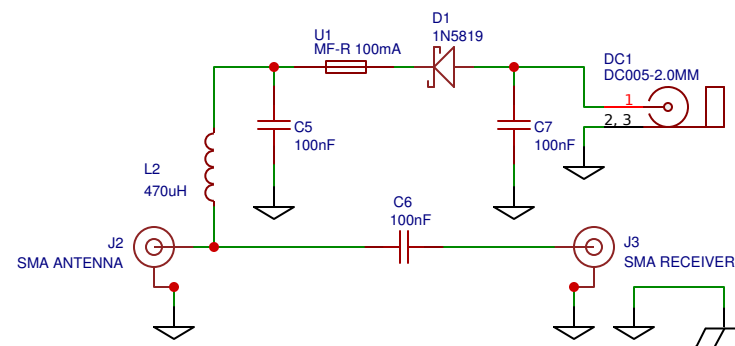 D1
1N5819
U1
MF-R 100mA
DC1
DC005-2.0MM
1
2, 3
C5
100nF
C7
100nF
L2
470uH
C6
100nF
J2
SMA ANTENNA
J3
SMA RECEIVER